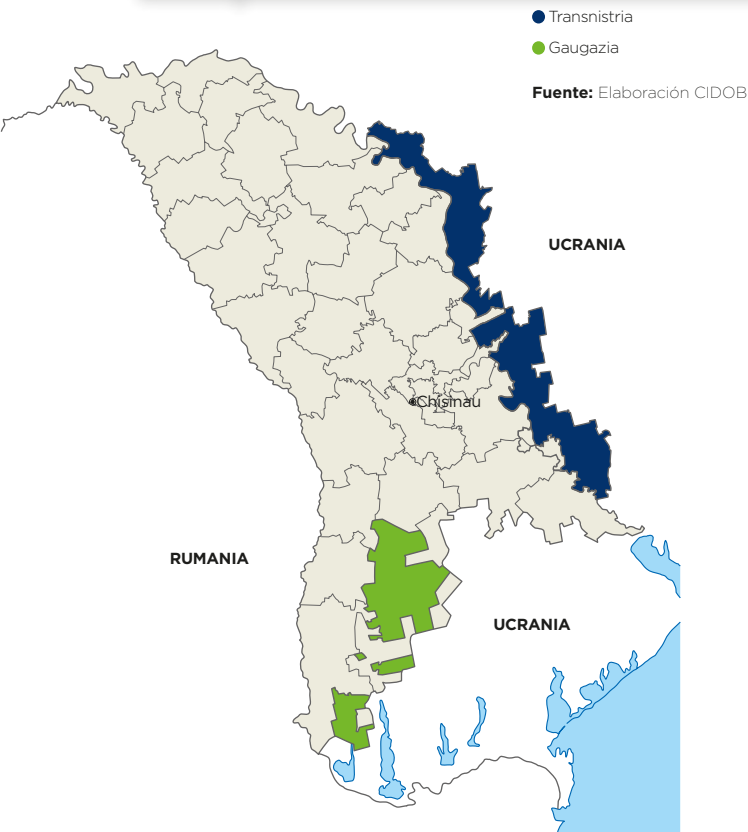 Transnistria
Gaugazia
Fuente: Elaboración CIDOB
UCRANIA
Chisinau
RUMANIA
UCRANIA